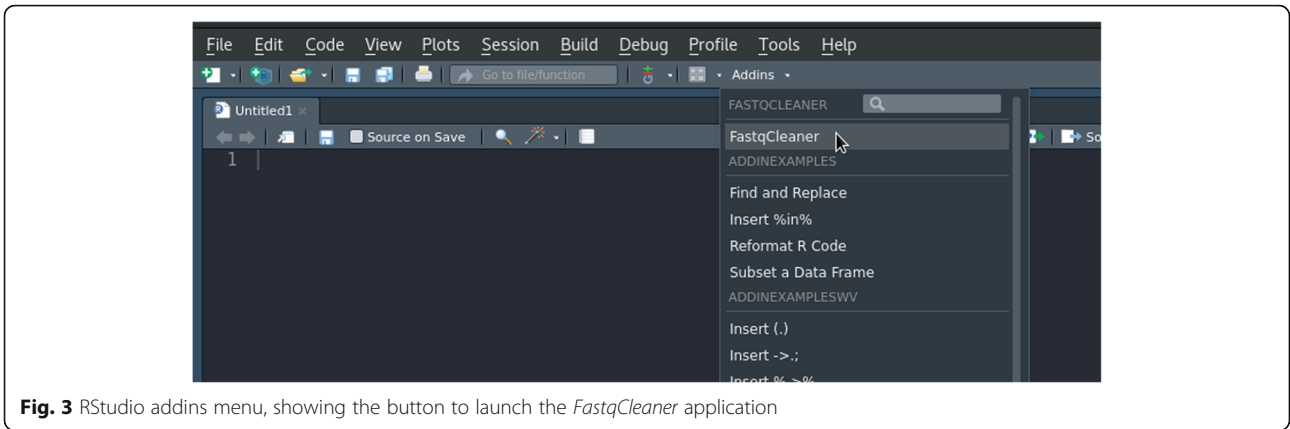 File Edit Code View Plots Session Build Debug Profile Tools Help
Go to file/function Addins
Untitled1 ×
FASTQCLEANER
Source on Save
FastqCleaner
So
1
ADDINEXAMPLES
Find and Replace
Insert %in%
Reformat R Code
Subset a Data Frame
ADDINEXAMPLESWV
Insert (.)
Insert ->.;
Insert % >%
Fig. 3 RStudio addins menu, showing the button to launch the FastqCleaner application